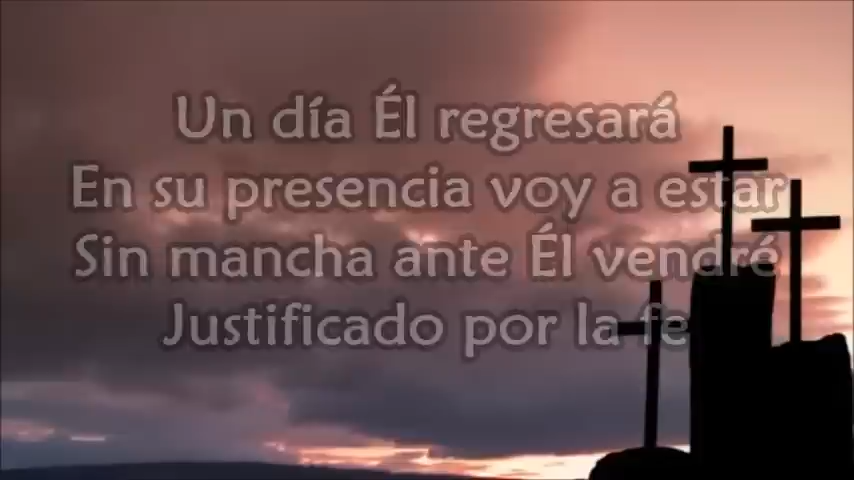 Un día Él regresará
En su presencia voy a estar
Sin mancha ante Él vendré
Justificado por la fe